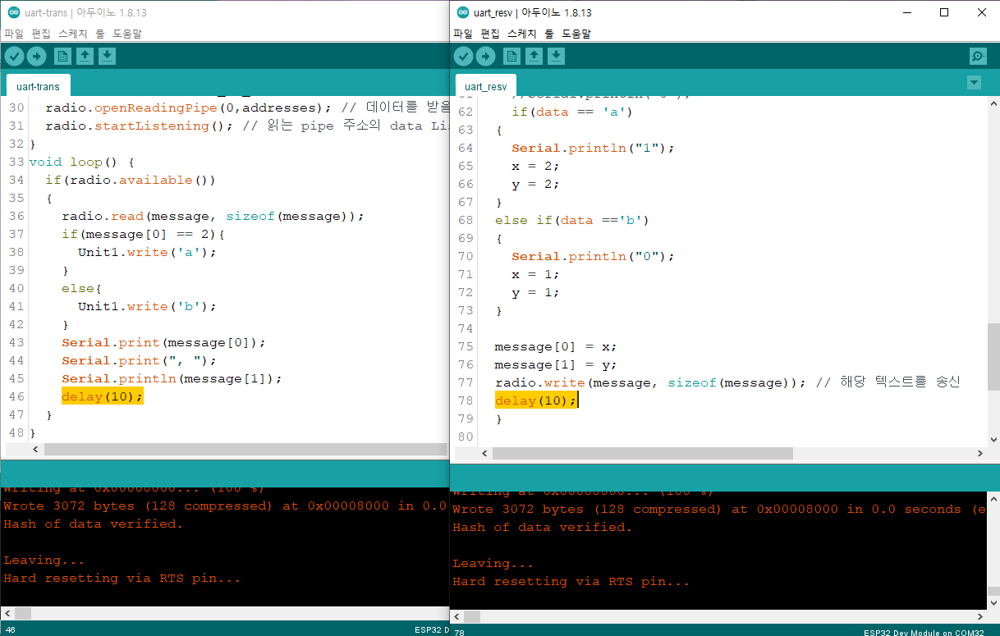 uart-trans | 아두이노 1.8.13
파일 편집 스케치 툴 도움말
uart-trans
30 radio.openReadingPipe(0,addresses); // 데이터를 받을
31 radio.startListening(); // 읽는 pipe 주소의 data Lis
32 }
33 void loop() {
34 if(radio.available())
35 {
36 radio.read(message, sizeof(message));
37 if(message[0] == 2){
38 Unit1.write('a');
39 }
40 else{
41 Unit1.write('b');
42 }
43 Serial.print(message[0]);
44 Serial.print(", ");
45 Serial.println(message[1]);
46 delay(10);
47 }
48 }
Writing at 0x00008000... (100 %)
Wrote 3072 bytes (128 compressed) at 0x00008000 in 0.0
Hash of data verified.
Leaving...
Hard resetting via RTS pin...
46
ESP32 D
uart_resv | 아두이노 1.8.13
파일 편집 스케치 툴 도움말
uart_resv
62 if(data == 'a')
63 {
64 Serial.println("1");
65 x = 2;
66 y = 2;
67 }
68 else if(data =='b')
69 {
70 Serial.println("0");
71 x = 1;
72 y = 1;
73 }
74
75 message[0] = x;
76 message[1] = y;
77 radio.write(message, sizeof(message)); // 해당 텍스트를 송신
78 delay(10);
79 }
80
Writing at 0x00008000... (100 %)
Wrote 3072 bytes (128 compressed) at 0x00008000 in 0.0 seconds (e
Hash of data verified.
Leaving...
Hard resetting via RTS pin...
78
ESP32 Dev Module on COM32